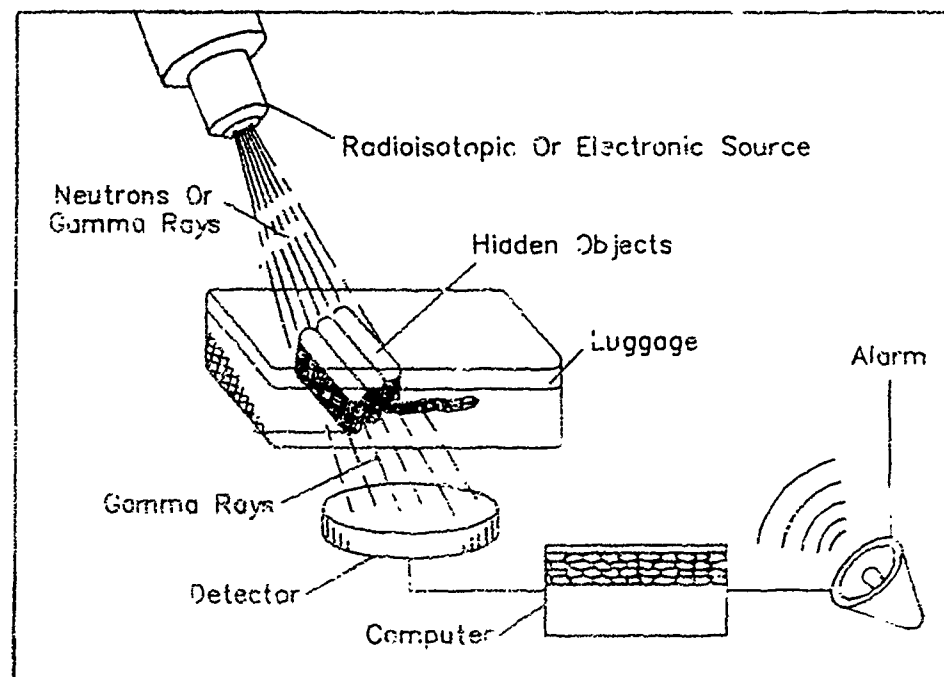 Radioisotopic Or Electronic Source
Neutrons Or
Gamma Rays
Hidden Objects
Luggage
Alarm
Gamma Rays
Detector
Computer